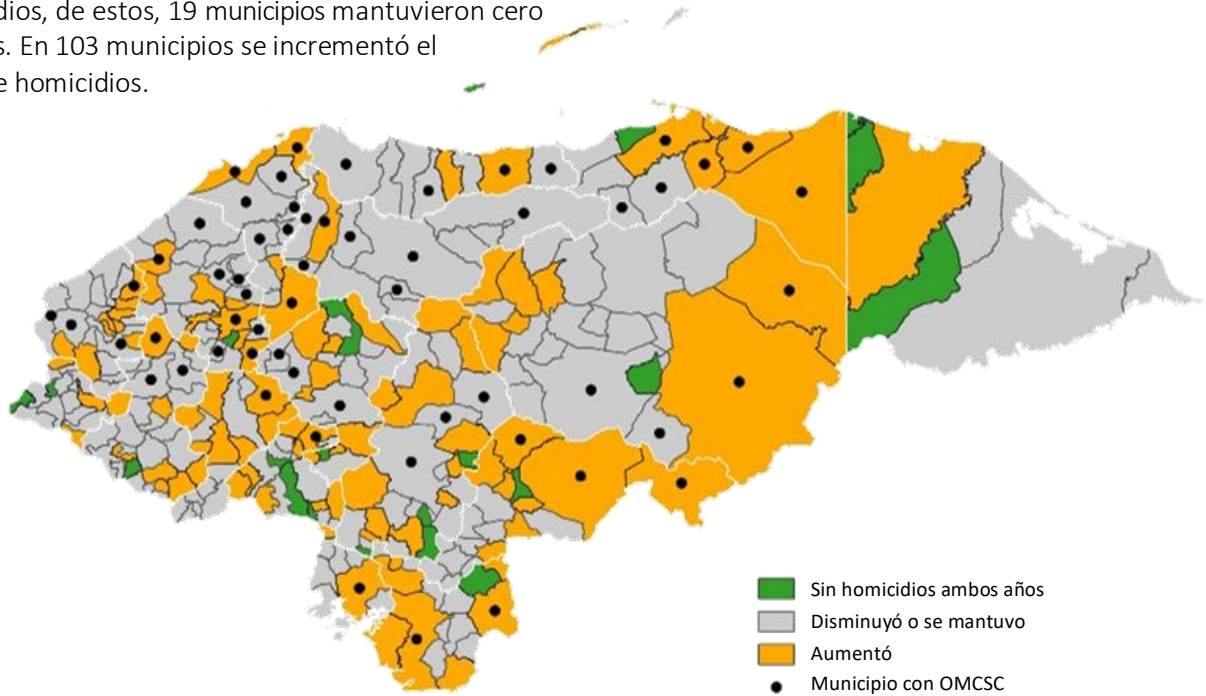 dios, de estos, 19 municipios mantuvieron cero
s. En 103 municipios se incrementó el
e homicidios.
Sin homicidios ambos años
Disminuyó o se mantuvo
Aumentó
Municipio con OMCSC